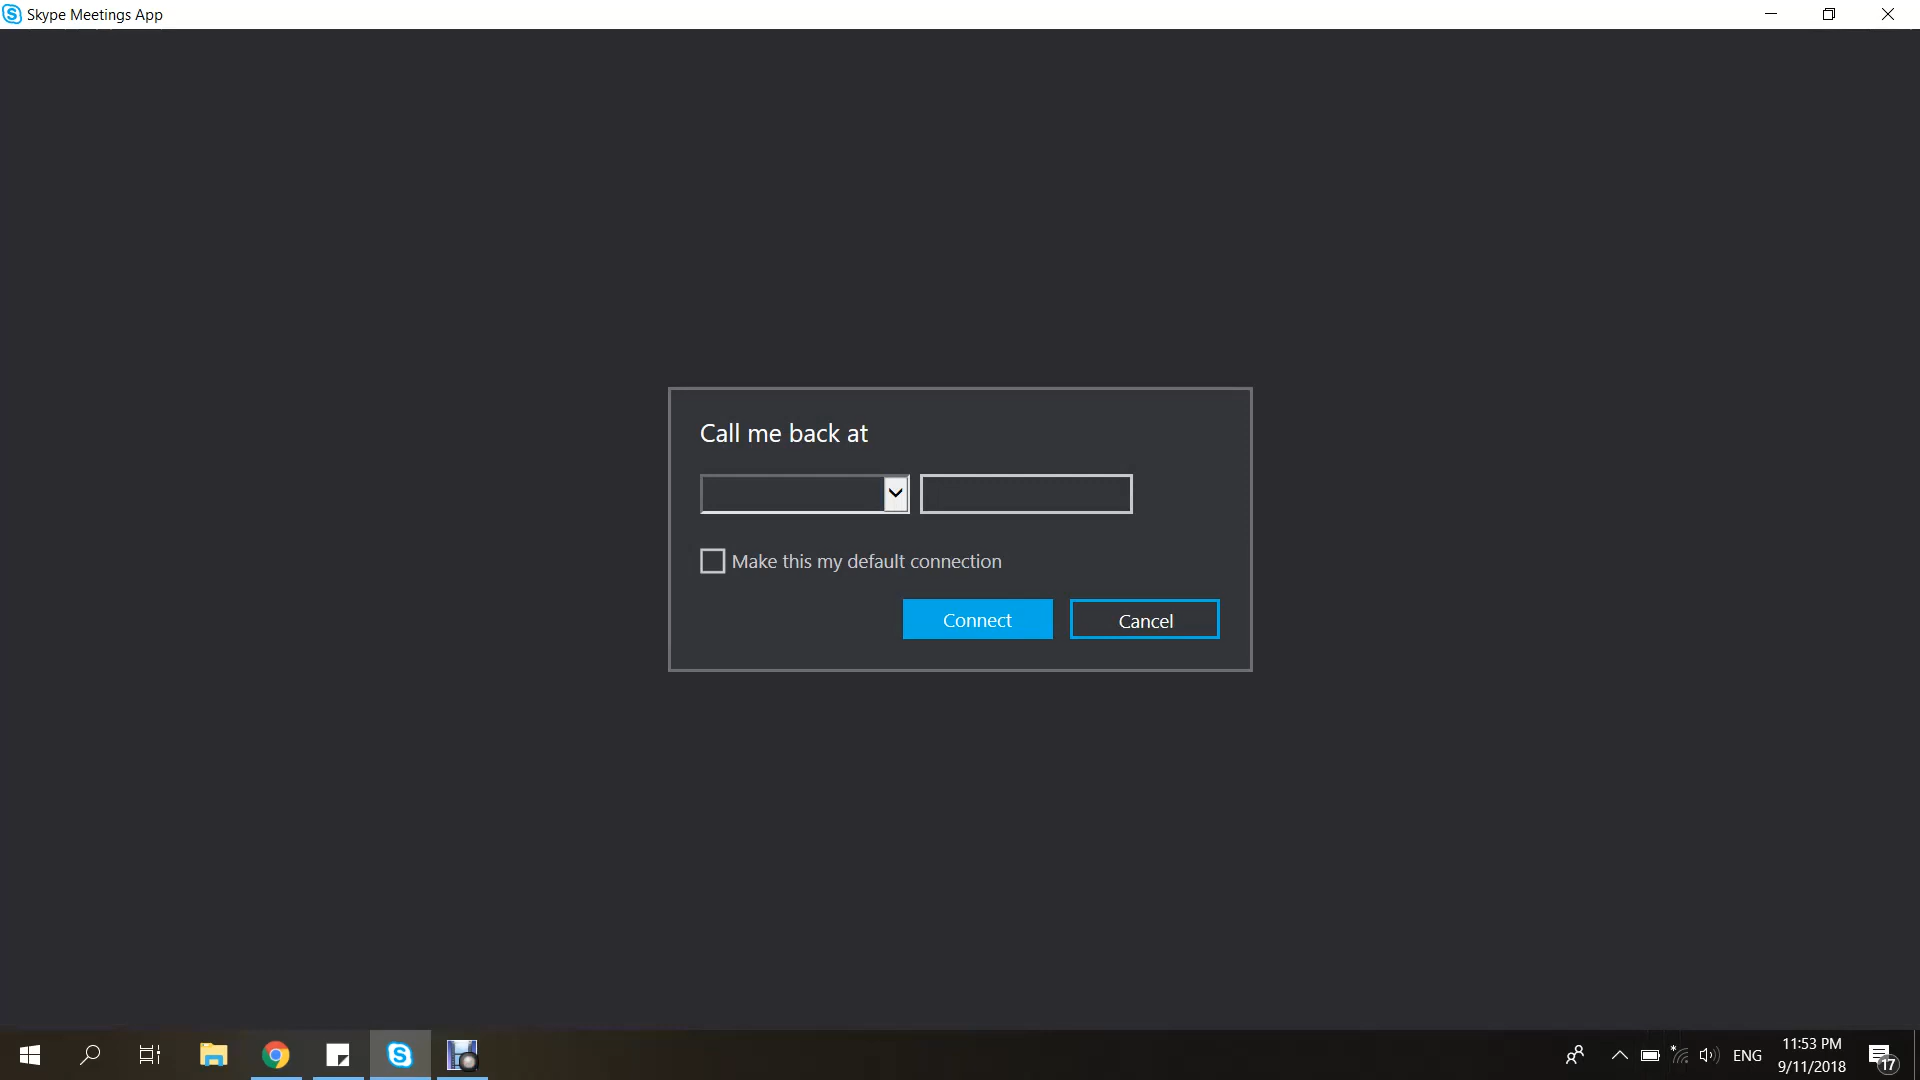 Skype Meetings App
Call me back at
Make this my default connection
Connect
Cancel
ENG
11:53 PM
9/11/2018
17